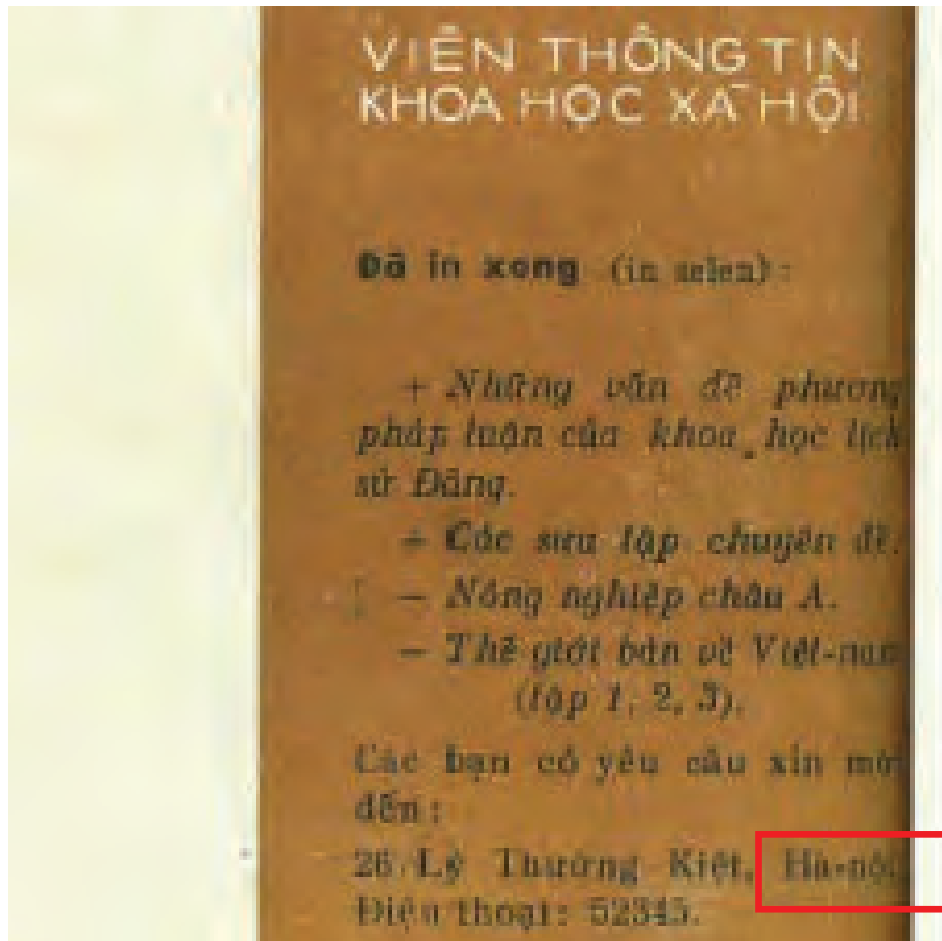 VIÊN THÔNG TIN
KHOA HỌC XÃ HỘI
Đã in xong (in selen):
+ Những vấn đề phương
pháp luận của khoa học lịch
sử Đảng.
+ Các sưu tập chuyên đề.
- Nông nghiệp châu Á.
- Thế giới bàn về Việt-nam
(tập 1, 2, 3).
Các bạn có yêu cầu xin mời
đến:
26 Lý Thường Kiệt, Hà-nội.
Điện thoại: 52345.